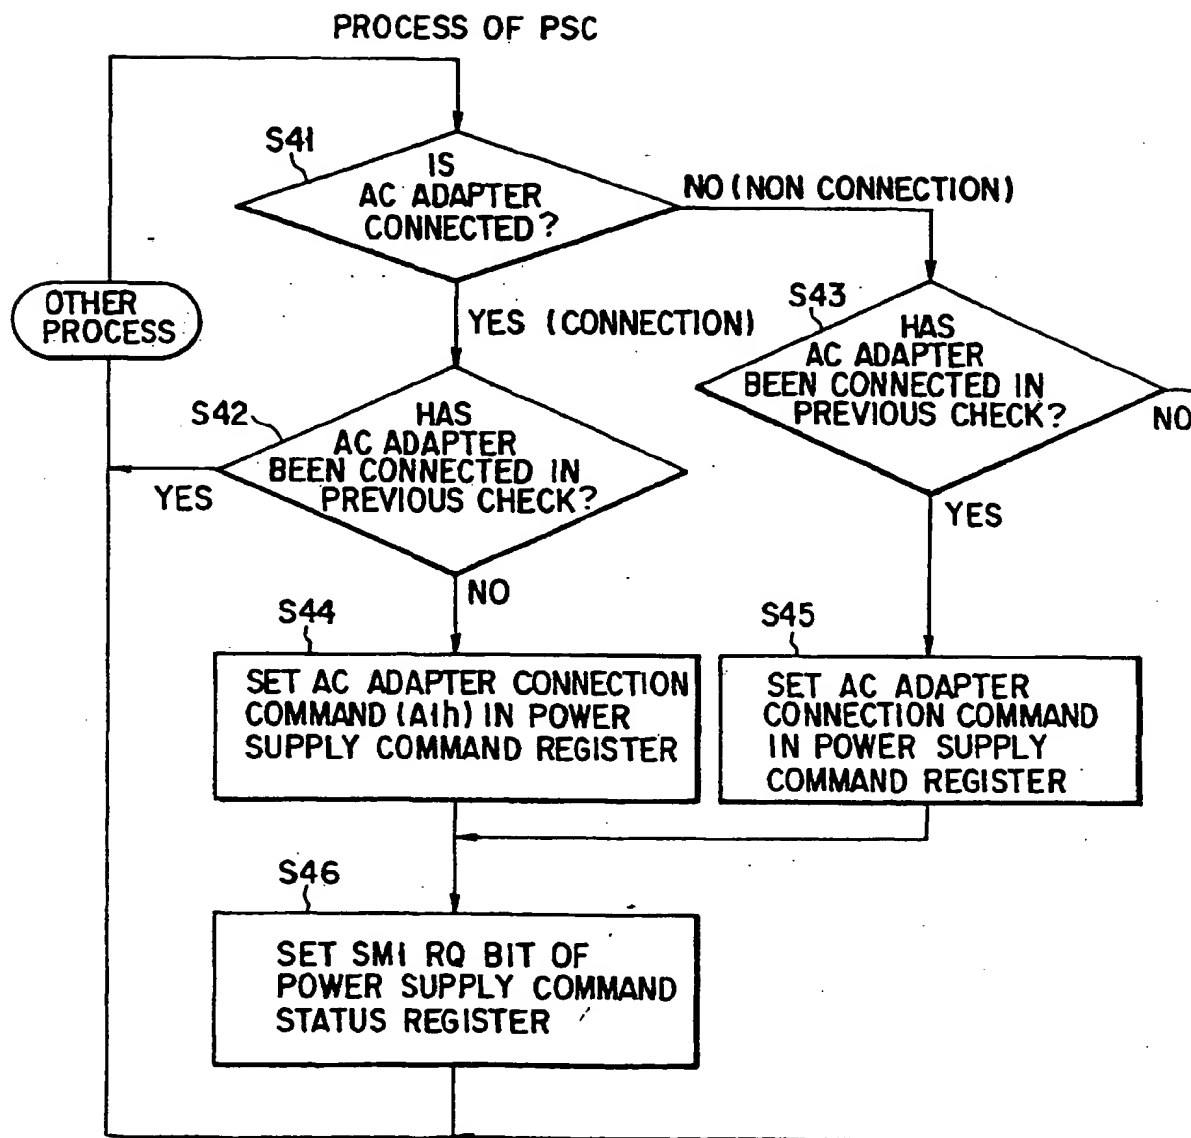 PROCESS OF PSC
S41
IS
AC ADAPTER
CONNECTED?
NO (NON CONNECTION)
OTHER
PROCESS
YES (CONNECTION)
S43
HAS
AC ADAPTER
BEEN CONNECTED IN
PREVIOUS CHECK?
NO
S42
HAS
AC ADAPTER
BEEN CONNECTED IN
PREVIOUS CHECK?
YES
YES
NO
S44
SET AC ADAPTER CONNECTION
COMMAND (A1h) IN POWER
SUPPLY COMMAND REGISTER
S45
SET AC ADAPTER
CONNECTION COMMAND
IN POWER SUPPLY
COMMAND REGISTER
S46
SET SMI RQ BIT OF
POWER SUPPLY COMMAND
STATUS REGISTER